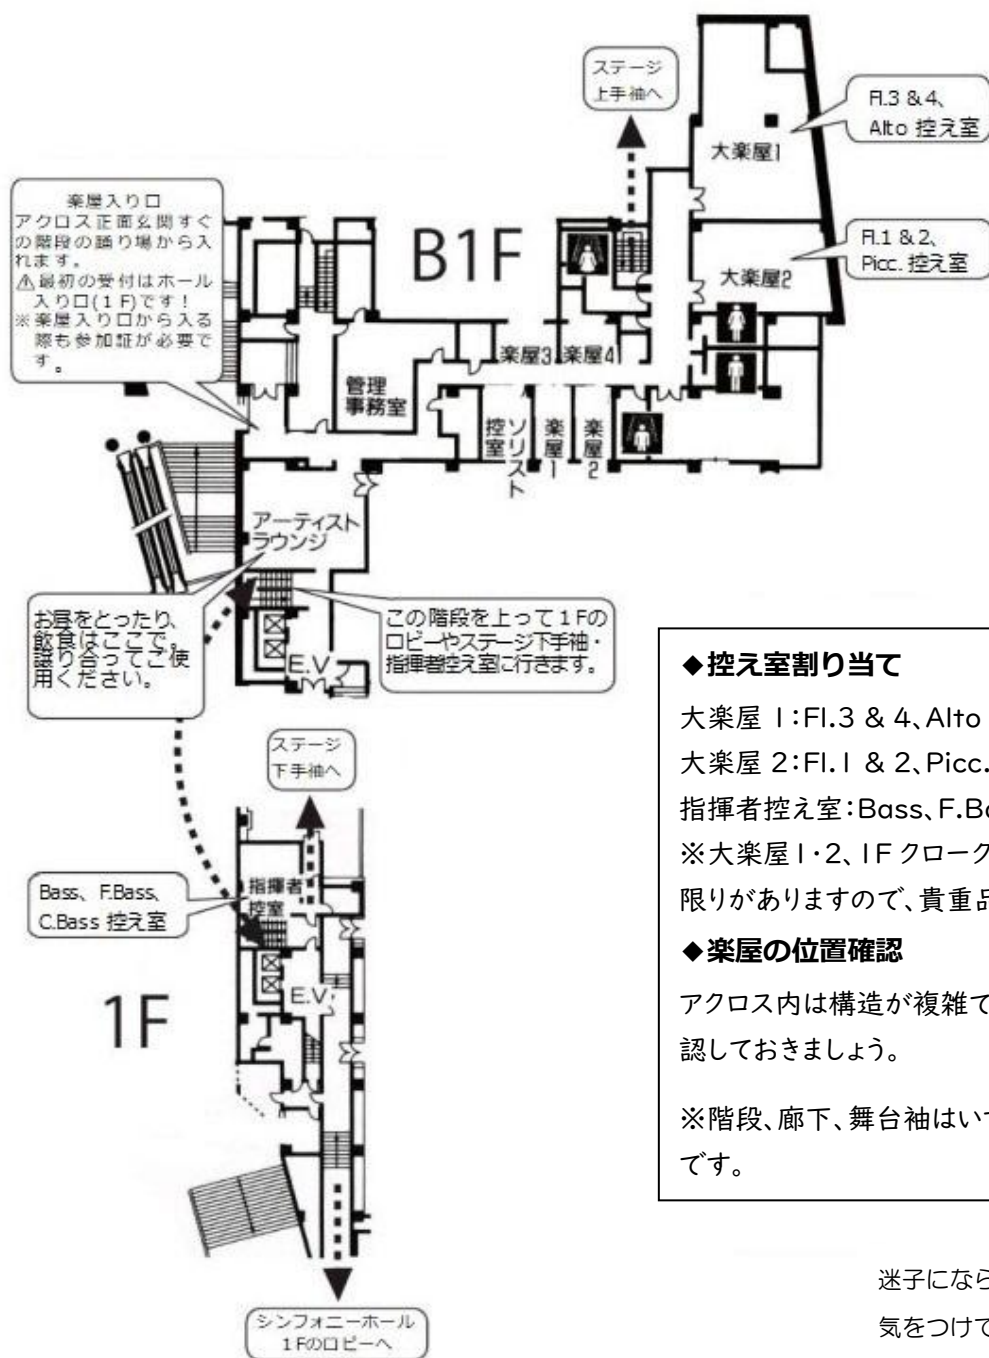 ステージ
上手袖へ
Fl.3 & 4、
Alto 控え室
大楽屋1
楽屋入り口
アクロス正面玄関すぐ
の階段の踊り場から入
れます。
⚠最初の受付はホール
入り口(1F)です!
※楽屋入り口から入る
際も参加証が必要で
す。
B1F
Fl.1 & 2、
Picc. 控え室
大楽屋2
楽屋3
楽屋4
管理
事務室
ソリスト
控室
楽屋1
楽屋2
アーティスト
ラウンジ
お昼をとったり、
飲食はここで。
譲り合ってご使
用ください。
この階段を上って1Fの
ロビーやステージ下手袖・
指揮者控え室に行きます。
E.V
◆控え室割り当て
大楽屋 1:Fl.3 & 4、Alto
大楽屋 2:Fl.1 & 2、Picc.
指揮者控え室:Bass、F.Ba
※大楽屋1・2、1F クローク
限りがありますので、貴重品
◆楽屋の位置確認
アクロス内は構造が複雑で
認しておきましょう。
※階段、廊下、舞台袖はいつ
です。
ステージ
下手袖へ
Bass、F.Bass、
C.Bass 控え室
指揮者
控室
1F
E.V
シンフォニーホール
1Fのロビーへ
迷子になら
気をつけて